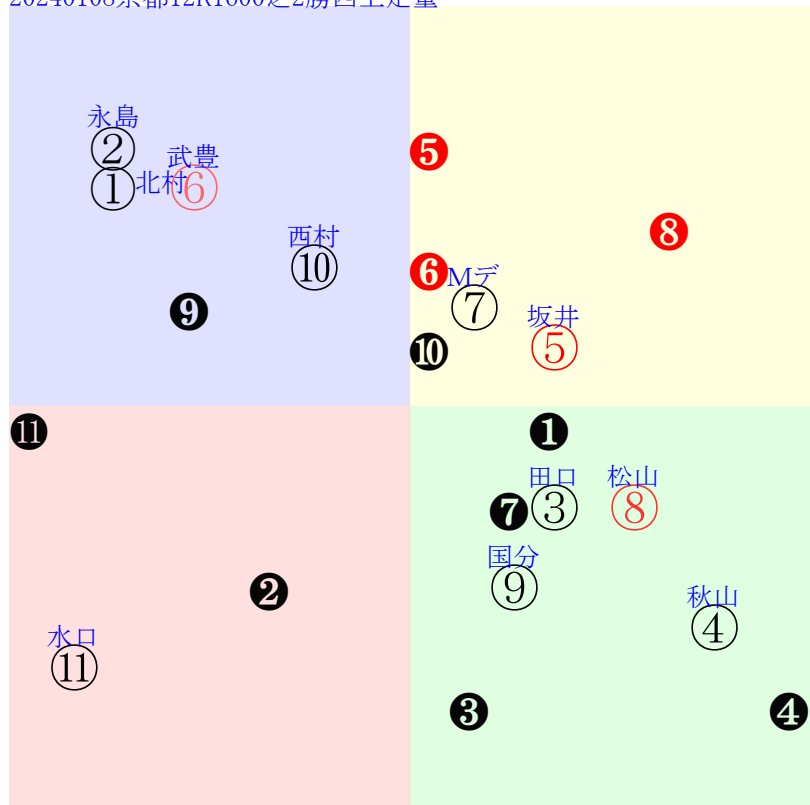 永島
②
①北村
武豊
⑥
西村
⑩
❾
❺
❽
❻
Mデ
⑦
坂井
⑤
❿
⓫
❶
田口
③
松山
⑧
❼
国分
⑨
❷
秋山
④
水口
⑪
❸
❹